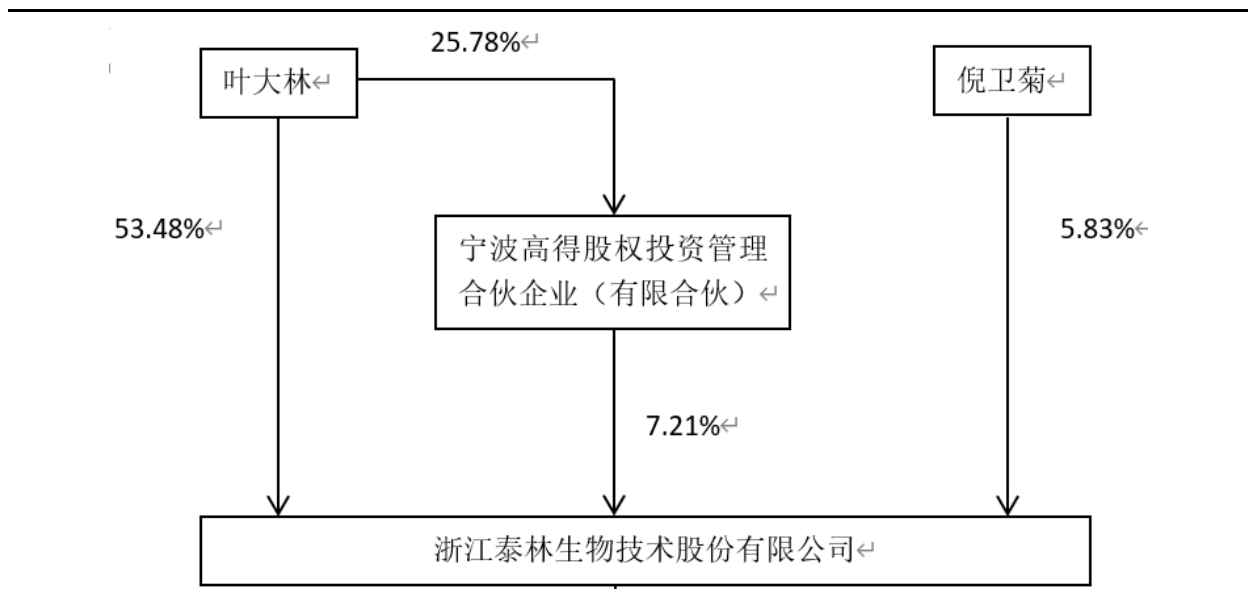 25.78%
叶大林
倪卫菊
53.48%
5.83%
宁波高得股权投资管理
合伙企业（有限合伙）
7.21%
浙江泰林生物技术股份有限公司